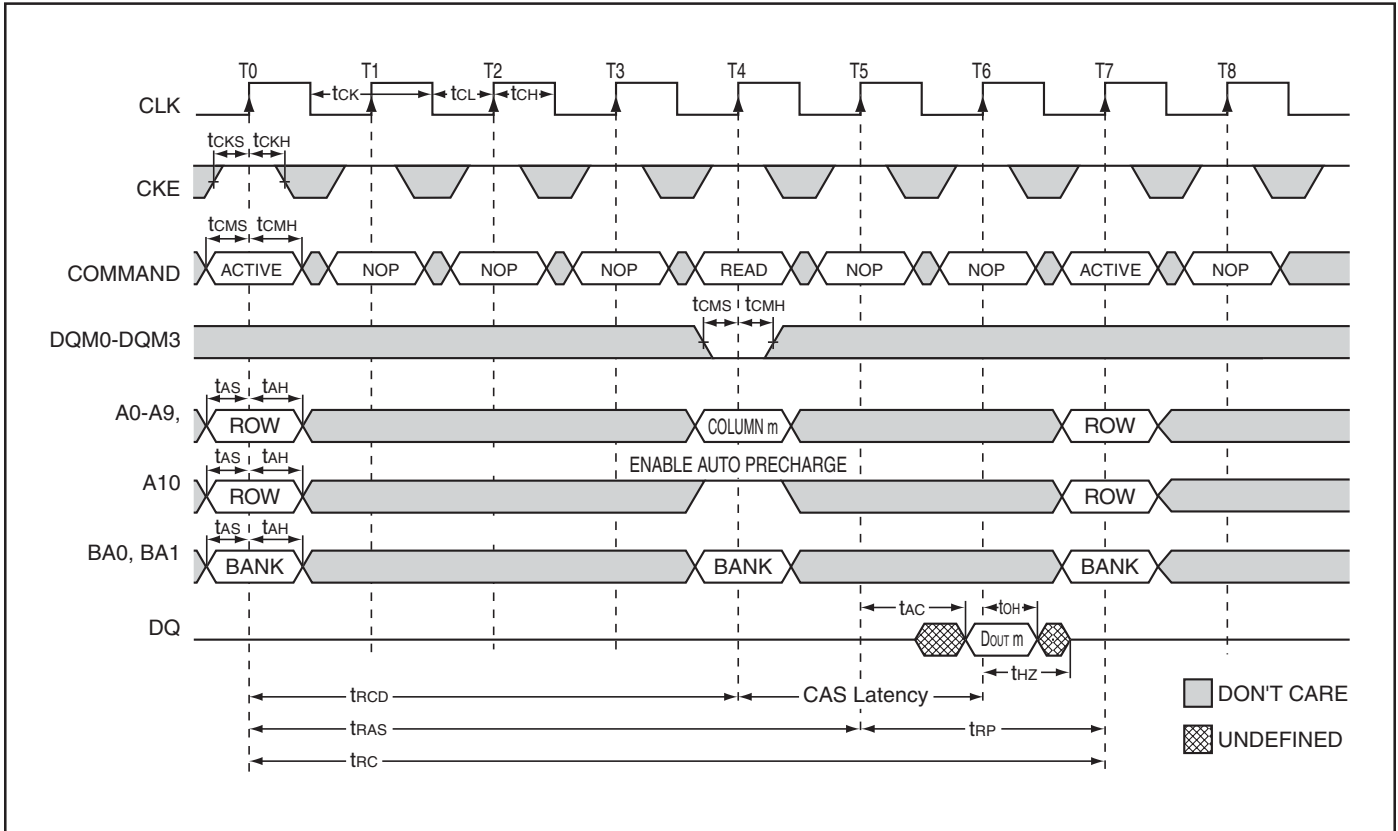 T0 T1 T2 T3 T4 T5 T6 T7 T8
CLK
tCK tCL tCH
tCKS tCKH
CKE
tCMS tCMH
COMMAND ACTIVE NOP NOP NOP READ NOP NOP ACTIVE NOP
tCMS tCMH
DQM0-DQM3
tAS tAH
A0-A9, ROW COLUMN m ROW
tAS tAH ENABLE AUTO PRECHARGE
A10 ROW ROW
tAS tAH
BA0, BA1 BANK BANK BANK
tAC tOH
DQ DOUT m
tHZ
tRCD CAS Latency
DON'T CARE
tRAS tRP
UNDEFINED
tRC